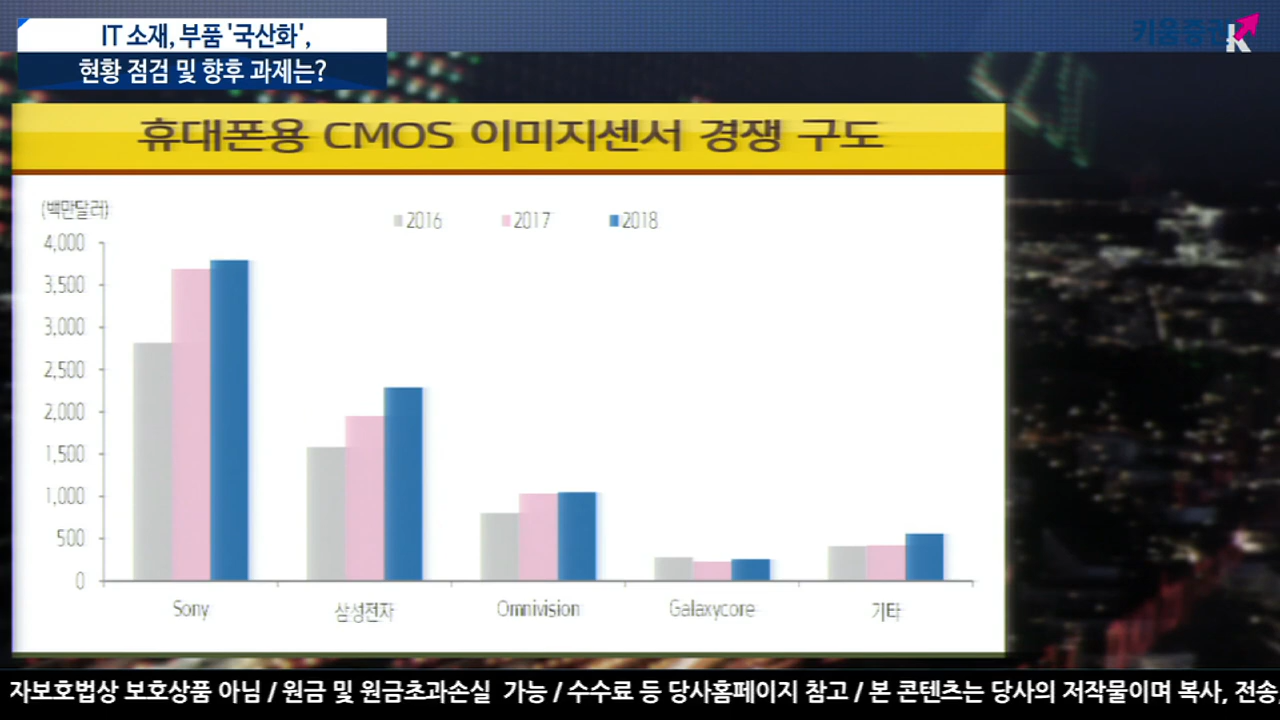 IT 소재, 부품 '국산화',
현황 점검 및 향후 과제는?
키움증권
휴대폰용 CMOS 이미지센서 경쟁 구도
(백만달러)
2016 2017 2018
4,000
3,500
3,000
2,500
2,000
1,500
1,000
500
0
Sony 삼성전자 Omnivision Galaxycore 기타
자보호법상 보호상품 아님 / 원금 및 원금초과손실 가능 / 수수료 등 당사홈페이지 참고 / 본 콘텐츠는 당사의 저작물이며 복사, 전송,